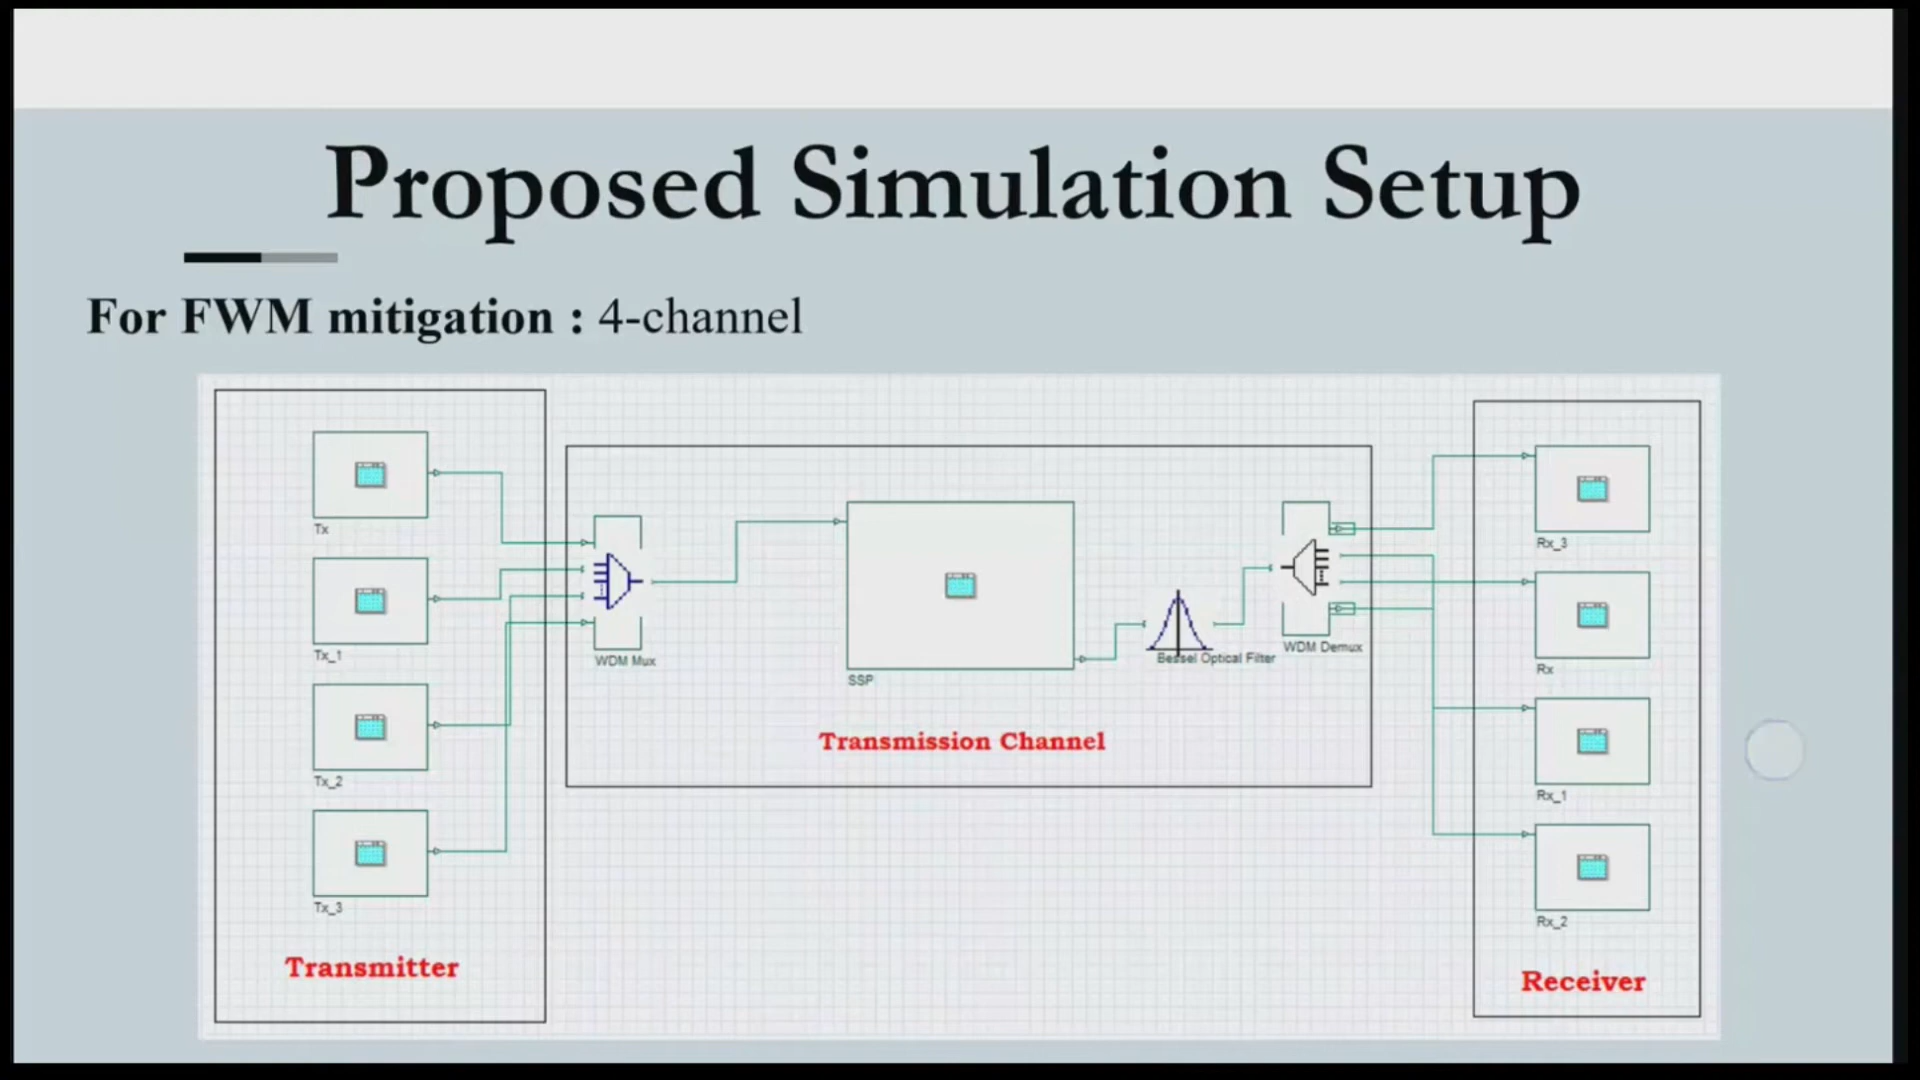 Proposed Simulation Setup
For FWM mitigation : 4-channel
Tx
Tx_1
Tx_2
Tx_3
Transmitter
WDM Mux
SSP
Bessel Optical Filter
WDM Demux
Transmission Channel
Rx_3
Rx
Rx_1
Rx_2
Receiver